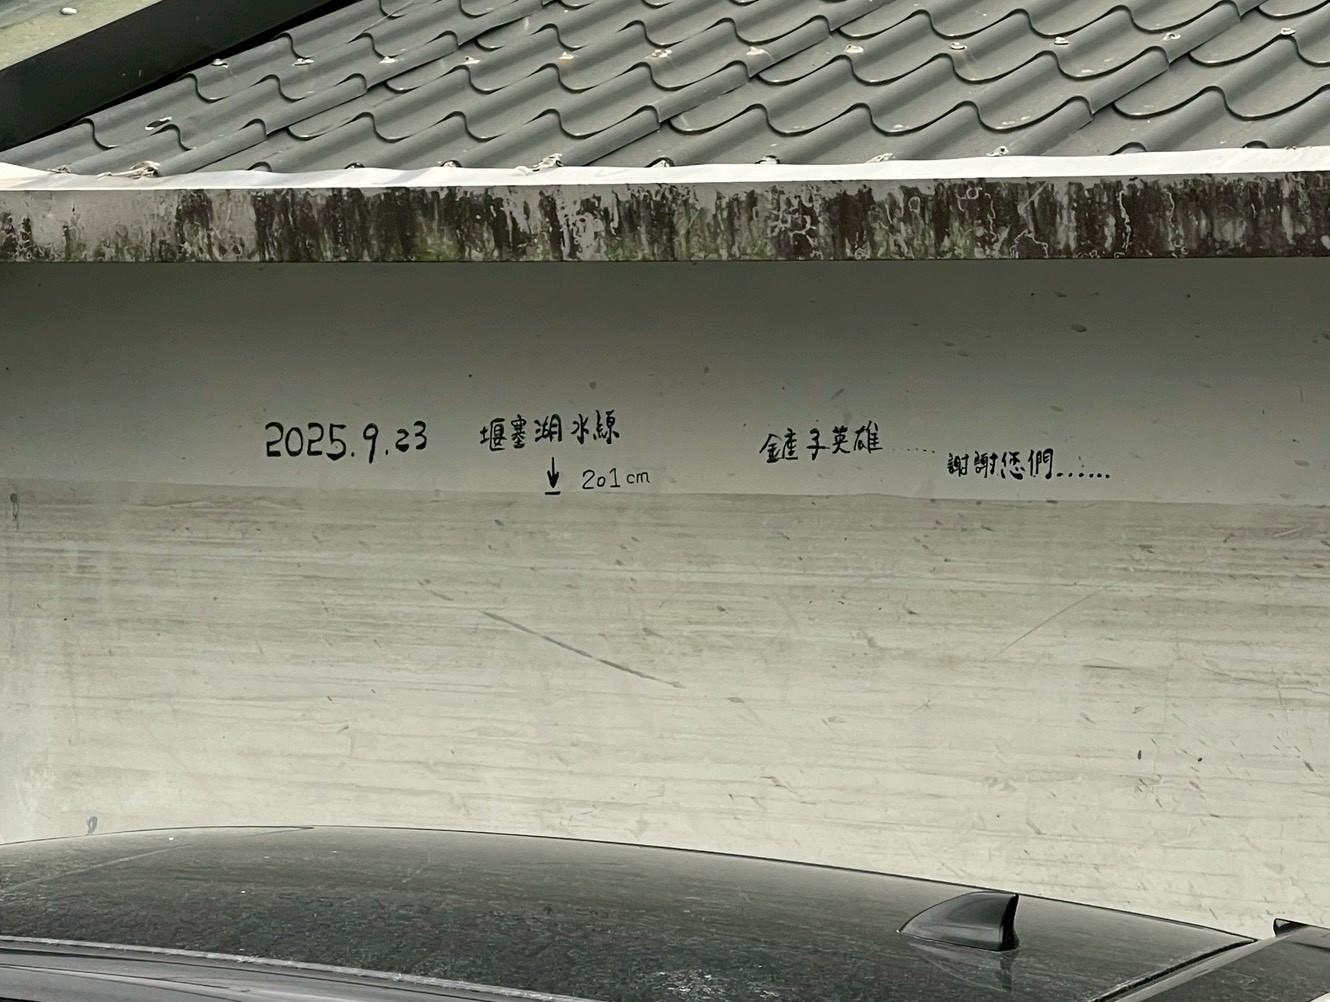 2025.9.23 堰塞湖水線
↓ 201cm
鏟子英雄......
謝謝您們......